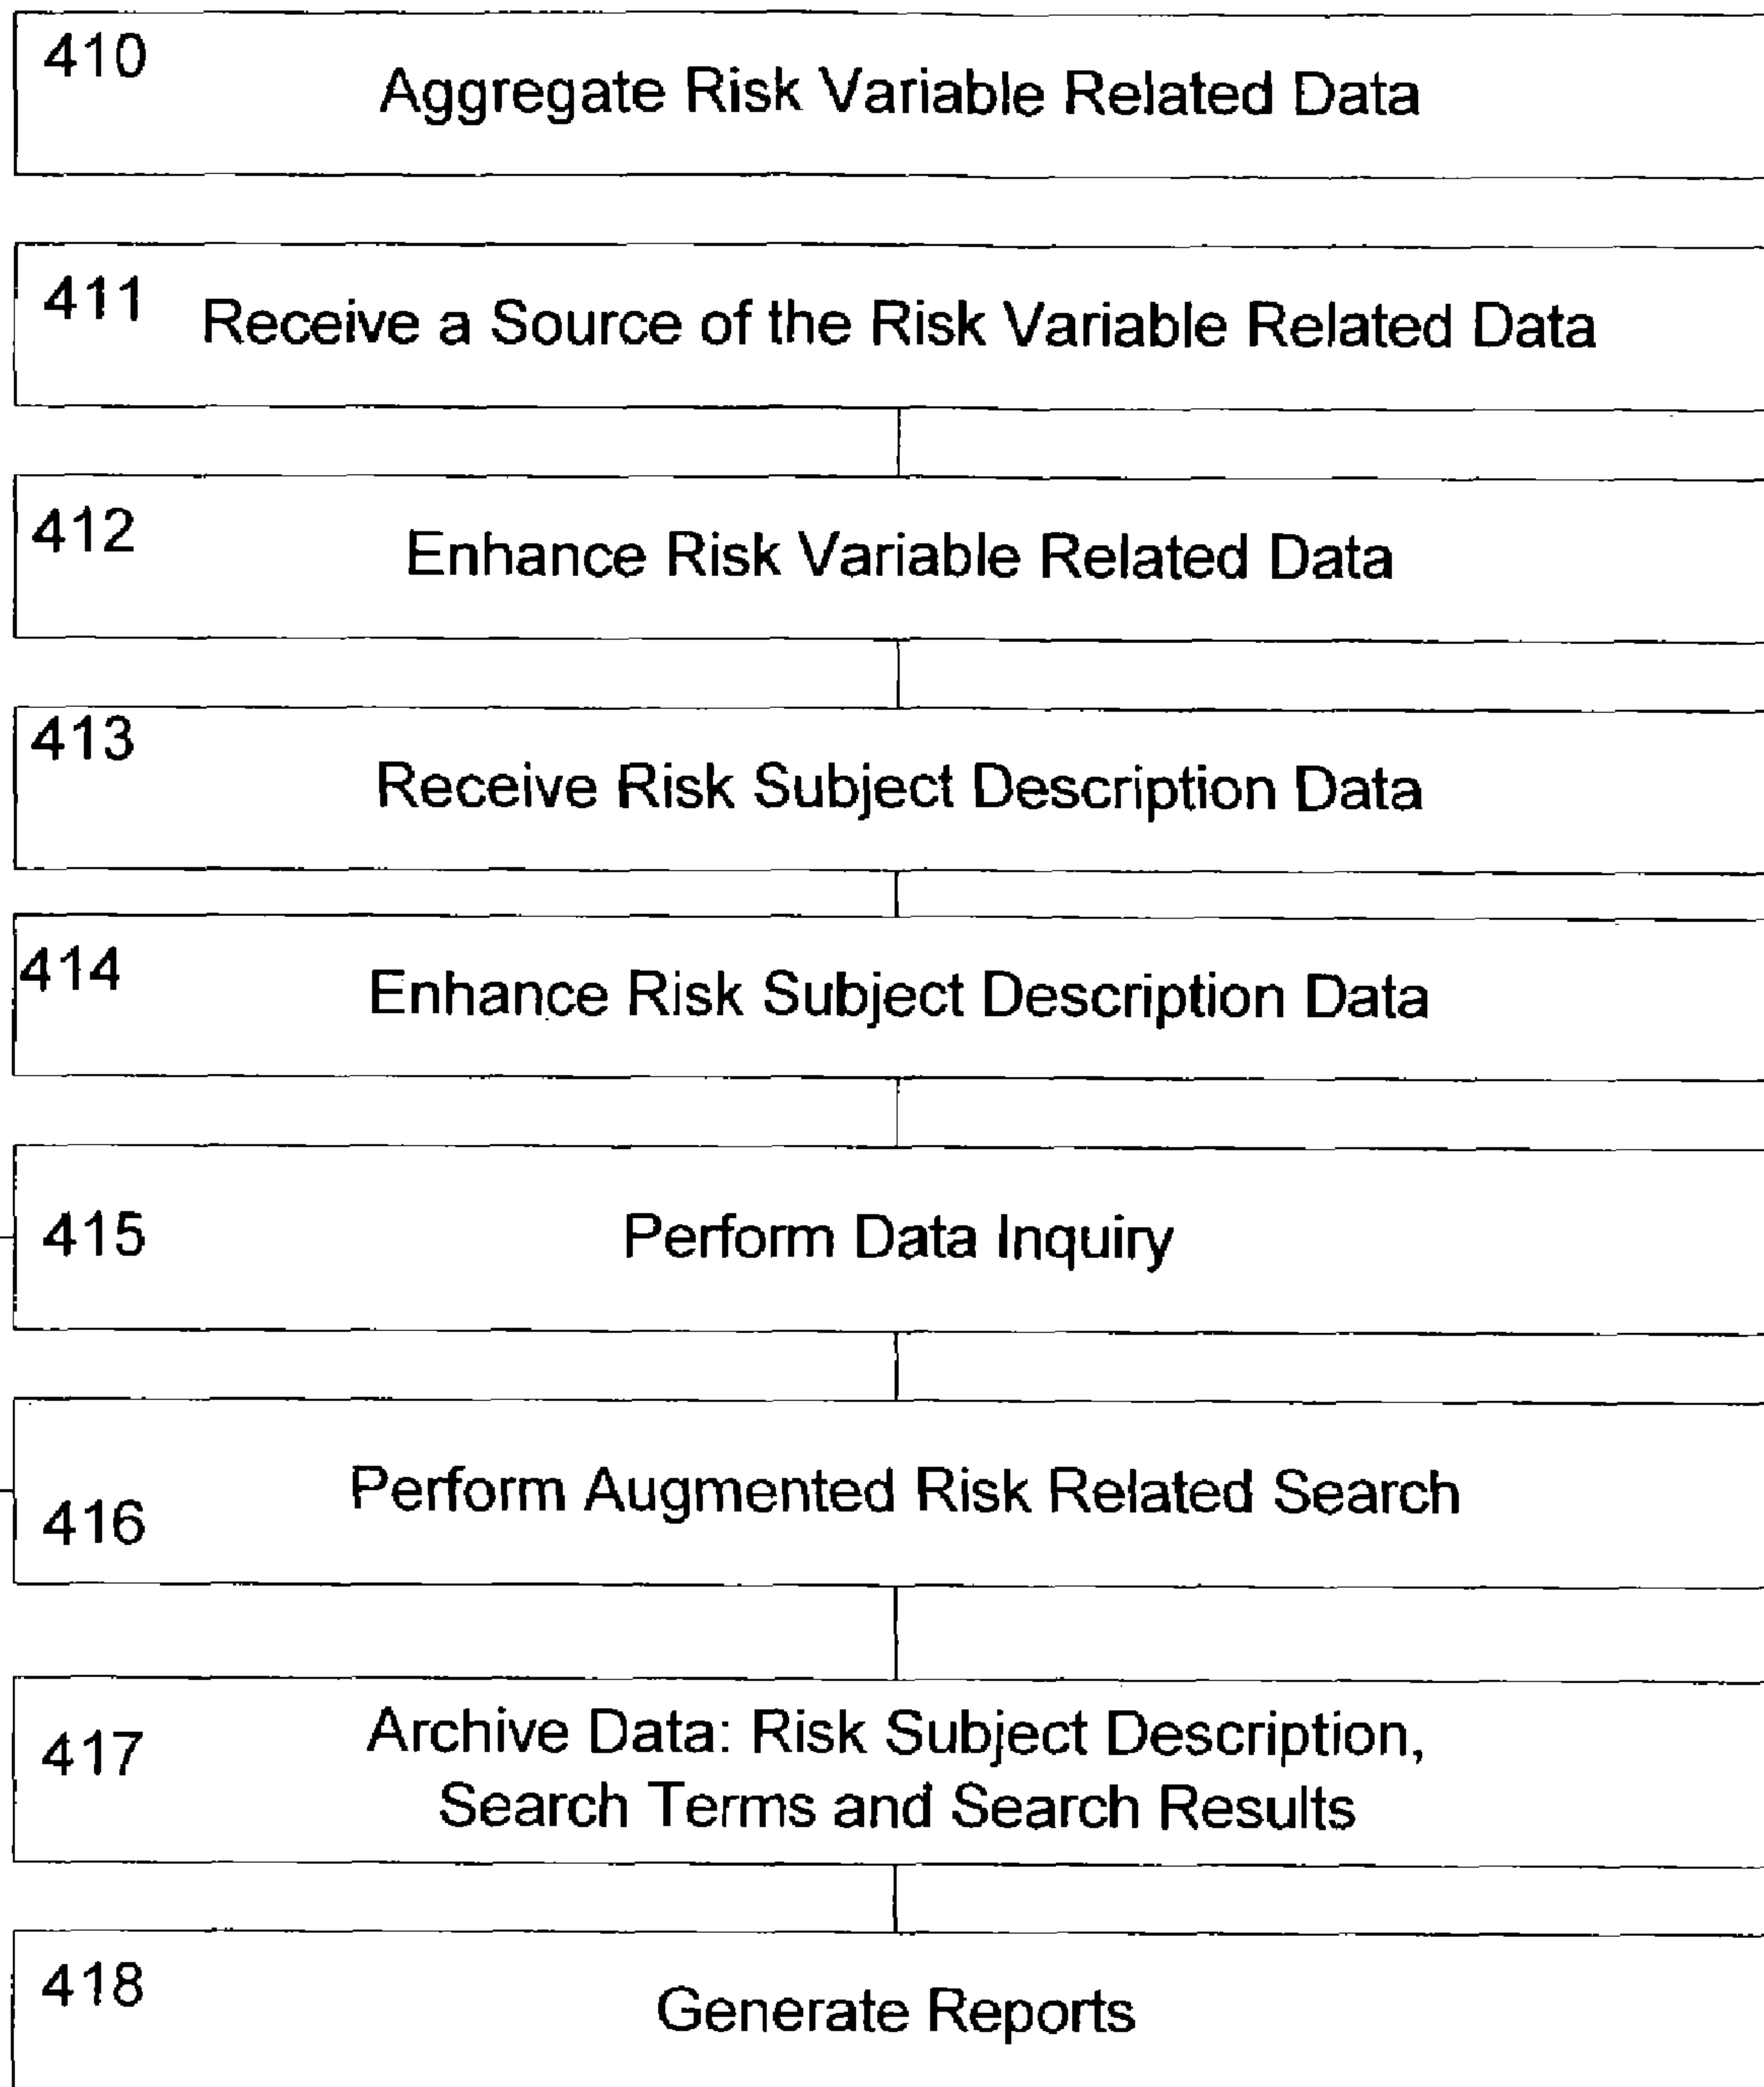 410
Aggregate Risk Variable Related Data
411
Receive a Source of the Risk Variable Related Data
412
Enhance Risk Variable Related Data
413
Receive Risk Subject Description Data
414
Enhance Risk Subject Description Data
415
Perform Data Inquiry
416
Perform Augmented Risk Related Search
417
Archive Data: Risk Subject Description,
Search Terms and Search Results
418
Generate Reports